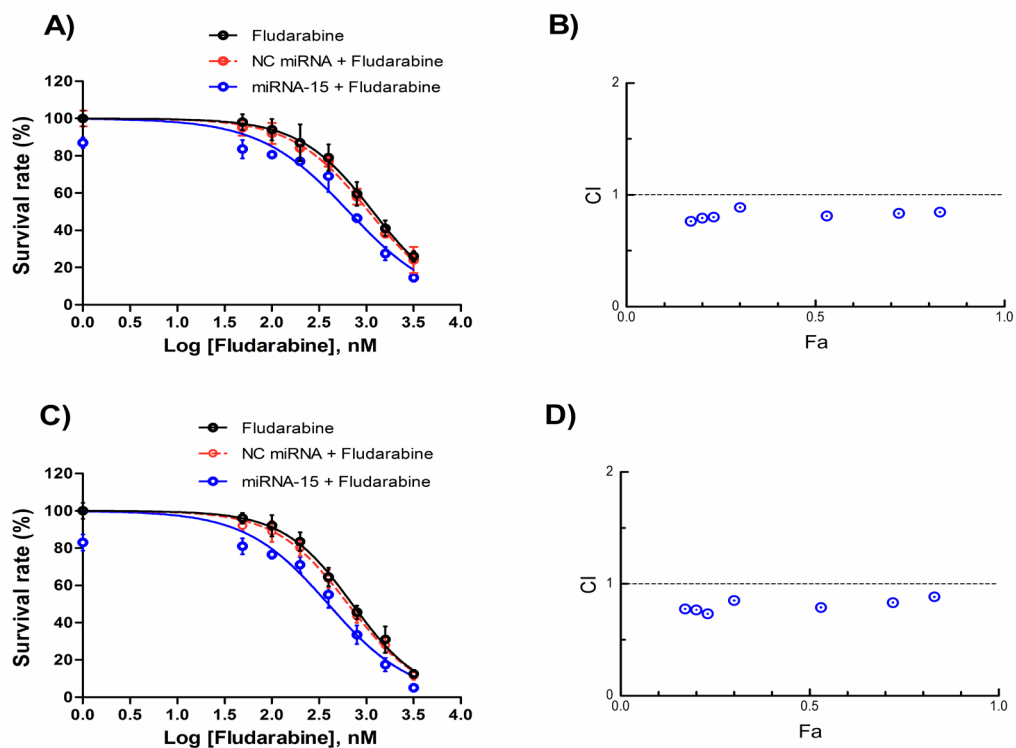 A)
Fludarabine
NC miRNA + Fludarabine
miRNA-15 + Fludarabine
Survival rate (%)
120
100
80
60
40
20
0
0.0 0.5 1.0 1.5 2.0 2.5 3.0 3.5 4.0
Log [Fludarabine], nM
B)
CI
2
1
0
0.0 0.5 1.0
Fa
C)
Fludarabine
NC miRNA + Fludarabine
miRNA-15 + Fludarabine
Survival rate (%)
120
100
80
60
40
20
0
0.0 0.5 1.0 1.5 2.0 2.5 3.0 3.5 4.0
Log [Fludarabine], nM
D)
CI
2
1
0
0.0 0.5 1.0
Fa